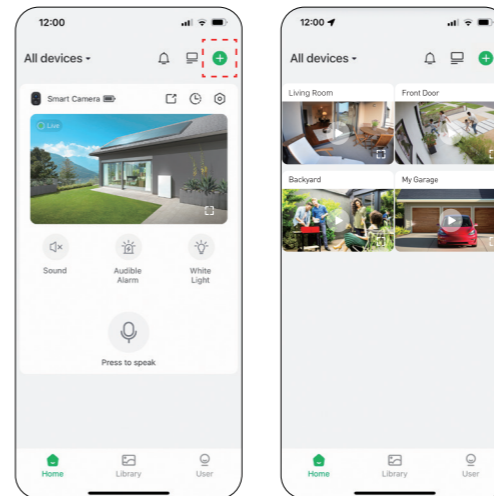 12:00
All devices
Smart Camera
Live
Sound
Audible
Alarm
White
Light
Press to speak
Home
Library
User
12:00
All devices
Living Room
Front Door
Backyard
My Garage
Home
Library
User